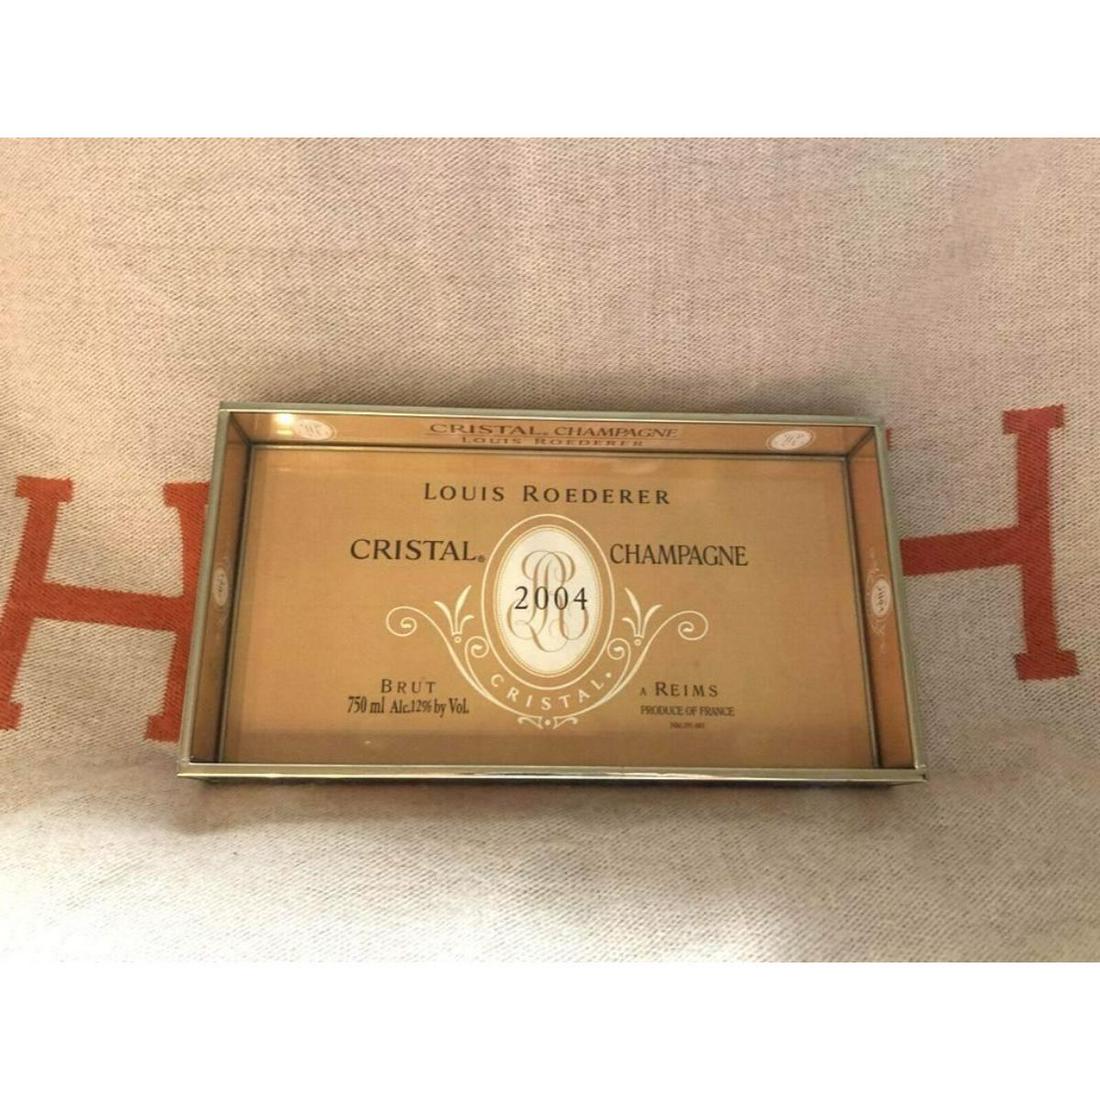 CRISTAL CHAMPAGNE
LOUIS ROEDERER
LOUIS ROEDERER
CRISTAL® CHAMPAGNE
2004
CRISTAL
BRUT
750 ml Alc.12% by Vol.
A REIMS
PRODUCE OF FRANCE
H H